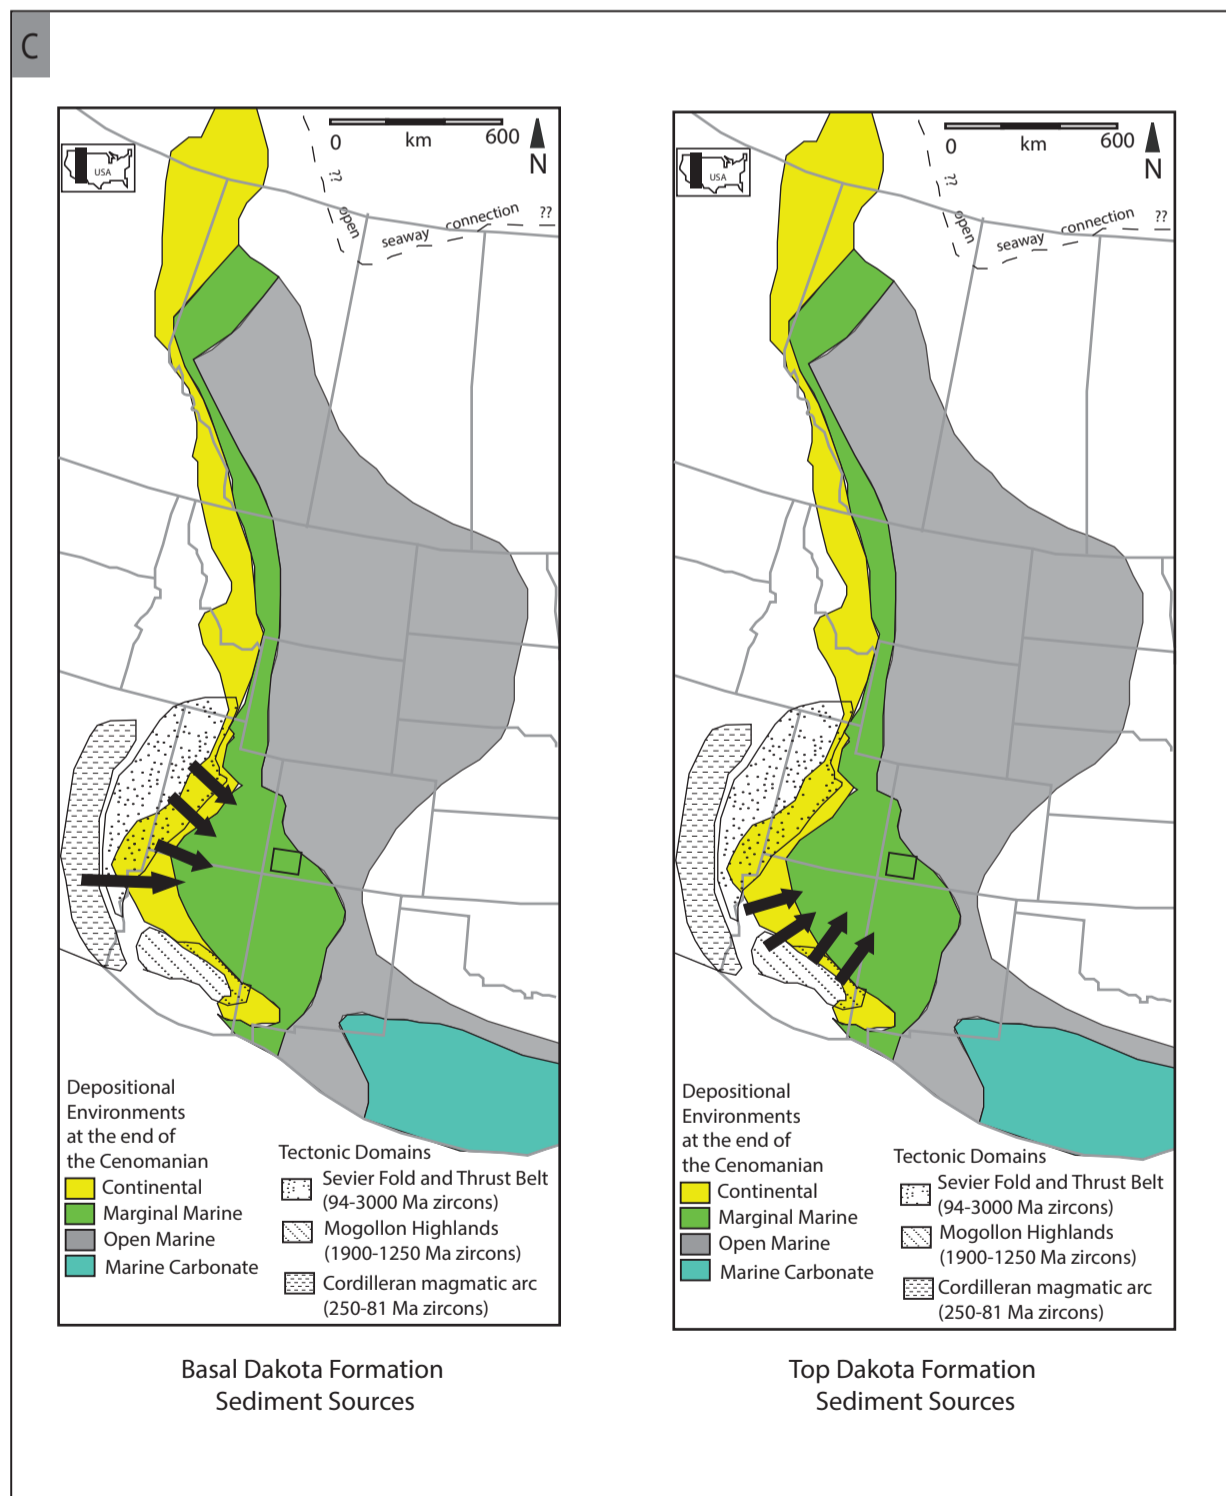 C
0 km 600
N
USA
??
open
seaway
connection
??
Depositional
Environments
at the end of
the Cenomanian
Continental
Marginal Marine
Open Marine
Marine Carbonate
Tectonic Domains
Sevier Fold and Thrust Belt
(94-3000 Ma zircons)
Mogollon Highlands
(1900-1250 Ma zircons)
Cordilleran magmatic arc
(250-81 Ma zircons)
Basal Dakota Formation
Sediment Sources
0 km 600
N
USA
??
open
seaway
connection
??
Depositional
Environments
at the end of
the Cenomanian
Continental
Marginal Marine
Open Marine
Marine Carbonate
Tectonic Domains
Sevier Fold and Thrust Belt
(94-3000 Ma zircons)
Mogollon Highlands
(1900-1250 Ma zircons)
Cordilleran magmatic arc
(250-81 Ma zircons)
Top Dakota Formation
Sediment Sources